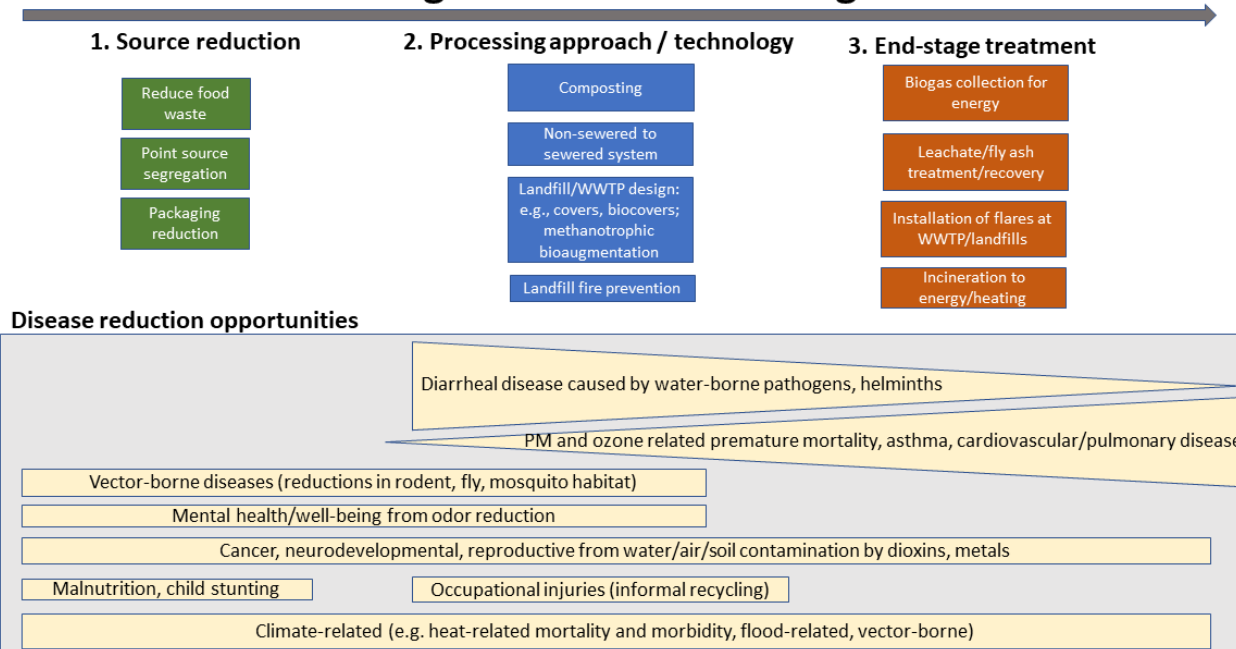 1. Source reduction
2. Processing approach / technology
3. End-stage treatment
Reduce food
waste
Point source
segregation
Packaging
reduction
Composting
Non-sewered to
sewered system
Landfill/WWTP design:
e.g., covers, biocovers;
methanotrophic
bioaugmentation
Landfill fire prevention
Biogas collection for
energy
Leachate/fly ash
treatment/recovery
Installation of flares at
WWTP/landfills
Incineration to
energy/heating
Disease reduction opportunities
Diarrheal disease caused by water-borne pathogens, helminths
PM and ozone related premature mortality, asthma, cardiovascular/pulmonary disease
Vector-borne diseases (reductions in rodent, fly, mosquito habitat)
Mental health/well-being from odor reduction
Cancer, neurodevelopmental, reproductive from water/air/soil contamination by dioxins, metals
Malnutrition, child stunting
Occupational injuries (informal recycling)
Climate-related (e.g. heat-related mortality and morbidity, flood-related, vector-borne)